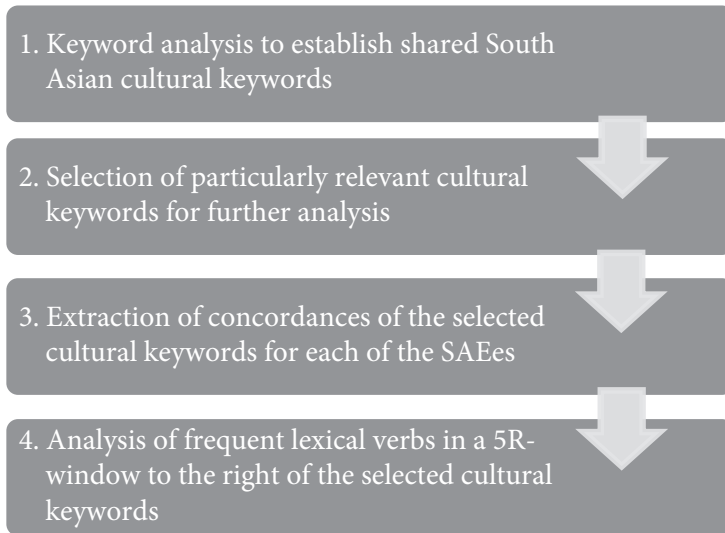 1. Keyword analysis to establish shared South
Asian cultural keywords
2. Selection of particularly relevant cultural
keywords for further analysis
3. Extraction of concordances of the selected
cultural keywords for each of the SAEes
4. Analysis of frequent lexical verbs in a 5R-
window to the right of the selected cultural
keywords